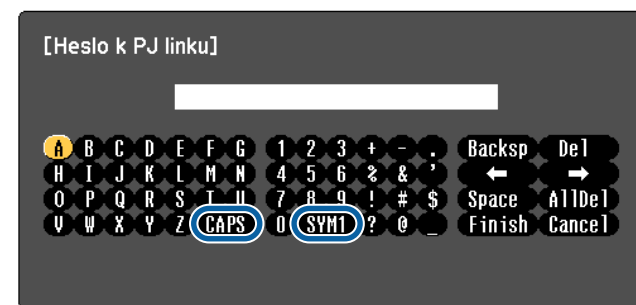 [Heslo k PJ linku]
A B C D E F G 1 2 3 + - . Backsp Del
H I J K L M N 4 5 6 % & ' ← →
O P Q R S T U 7 8 9 ! # $ Space AllDel
V W X Y Z CAPS 0 SYM1 ? @ _ Finish Cancel